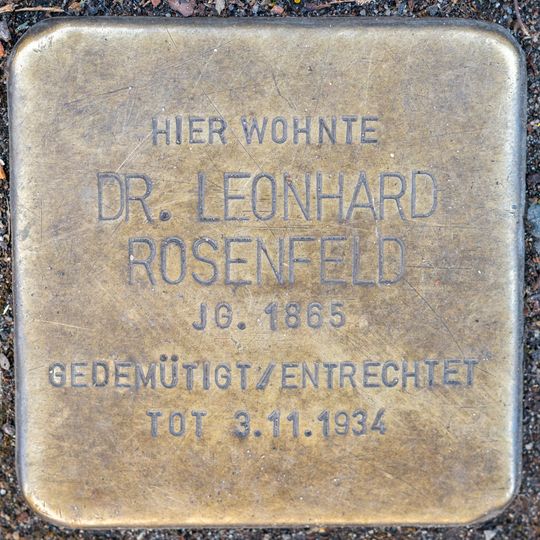 HIER WOHNTE
DR. LEONHARD
ROSENFELD
JG. 1865
GEDEMÜTIGT/ENTRECHTET
TOT 3.11.1934